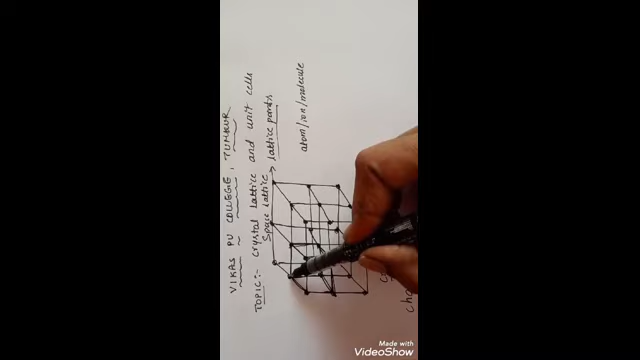 VIKAS PU COLLEGE, TUMKUR
TOPIC:- Crystal lattice and unit cells
Space lattice → lattice points
atom/ion/molecule
Made with
VideoShow